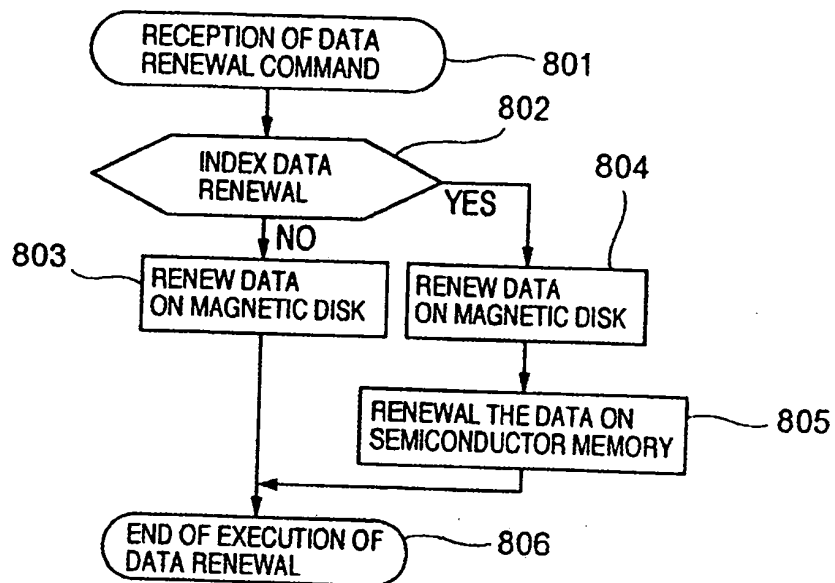 RECEPTION OF DATA
RENEWAL COMMAND
801
802
INDEX DATA
RENEWAL
YES
804
NO
803
RENEW DATA
ON MAGNETIC DISK
RENEW DATA
ON MAGNETIC DISK
RENEWAL THE DATA ON
SEMICONDUCTOR MEMORY
805
END OF EXECUTION OF
DATA RENEWAL
806